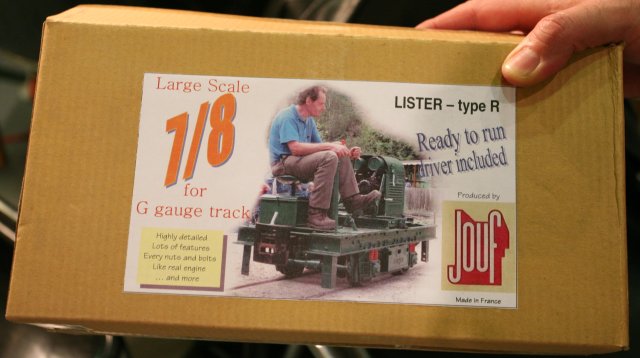 Large Scale
7/8
for
G gauge track
Highly detailed
Lots of features
Every nuts and bolts
Like real engine
... and more
LISTER – type R
Ready to run
driver included
Produced by
Jouf
Made in France